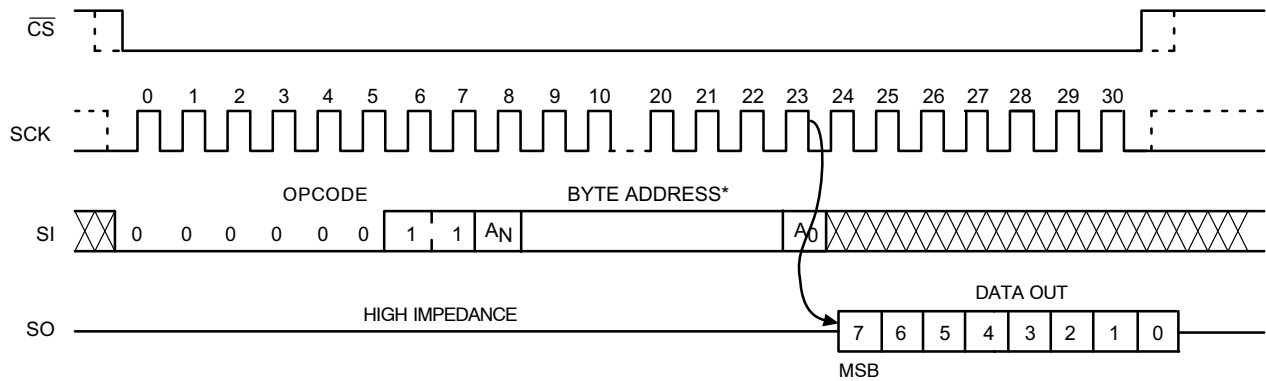 CS
0 1 2 3 4 5 6 7 8 9 10 20 21 22 23 24 25 26 27 28 29 30
SCK
OPCODE BYTE ADDRESS*
SI 0 0 0 0 0 0 1 1 AN A0
DATA OUT
HIGH IMPEDANCE
SO 7 6 5 4 3 2 1 0
MSB